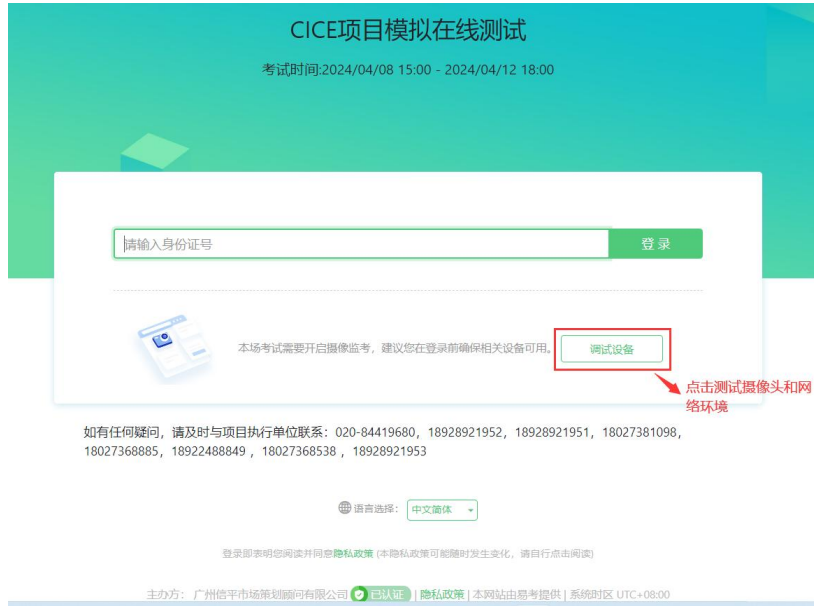 CICE项目模拟在线测试
考试时间:2024/04/08 15:00 - 2024/04/12 18:00
请输入身份证号
登 录
本场考试需要开启摄像监考，建议您在登录前确保相关设备可用。
调试设备
点击测试摄像头和网
络环境
如有任何疑问，请及时与项目执行单位联系：020-84419680，18928921952，18928921951，18027381098，
18027368885，18922488849 ，18027368538 ，18928921953
语言选择：
中文简体
登录即表明您阅读并同意隐私政策 (本隐私政策可能随时发生变化，请自行点击阅读)
主办方： 广州信平市场策划顾问有限公司 已认证 | 隐私政策 | 本网站由易考提供 | 系统时区 UTC+08:00